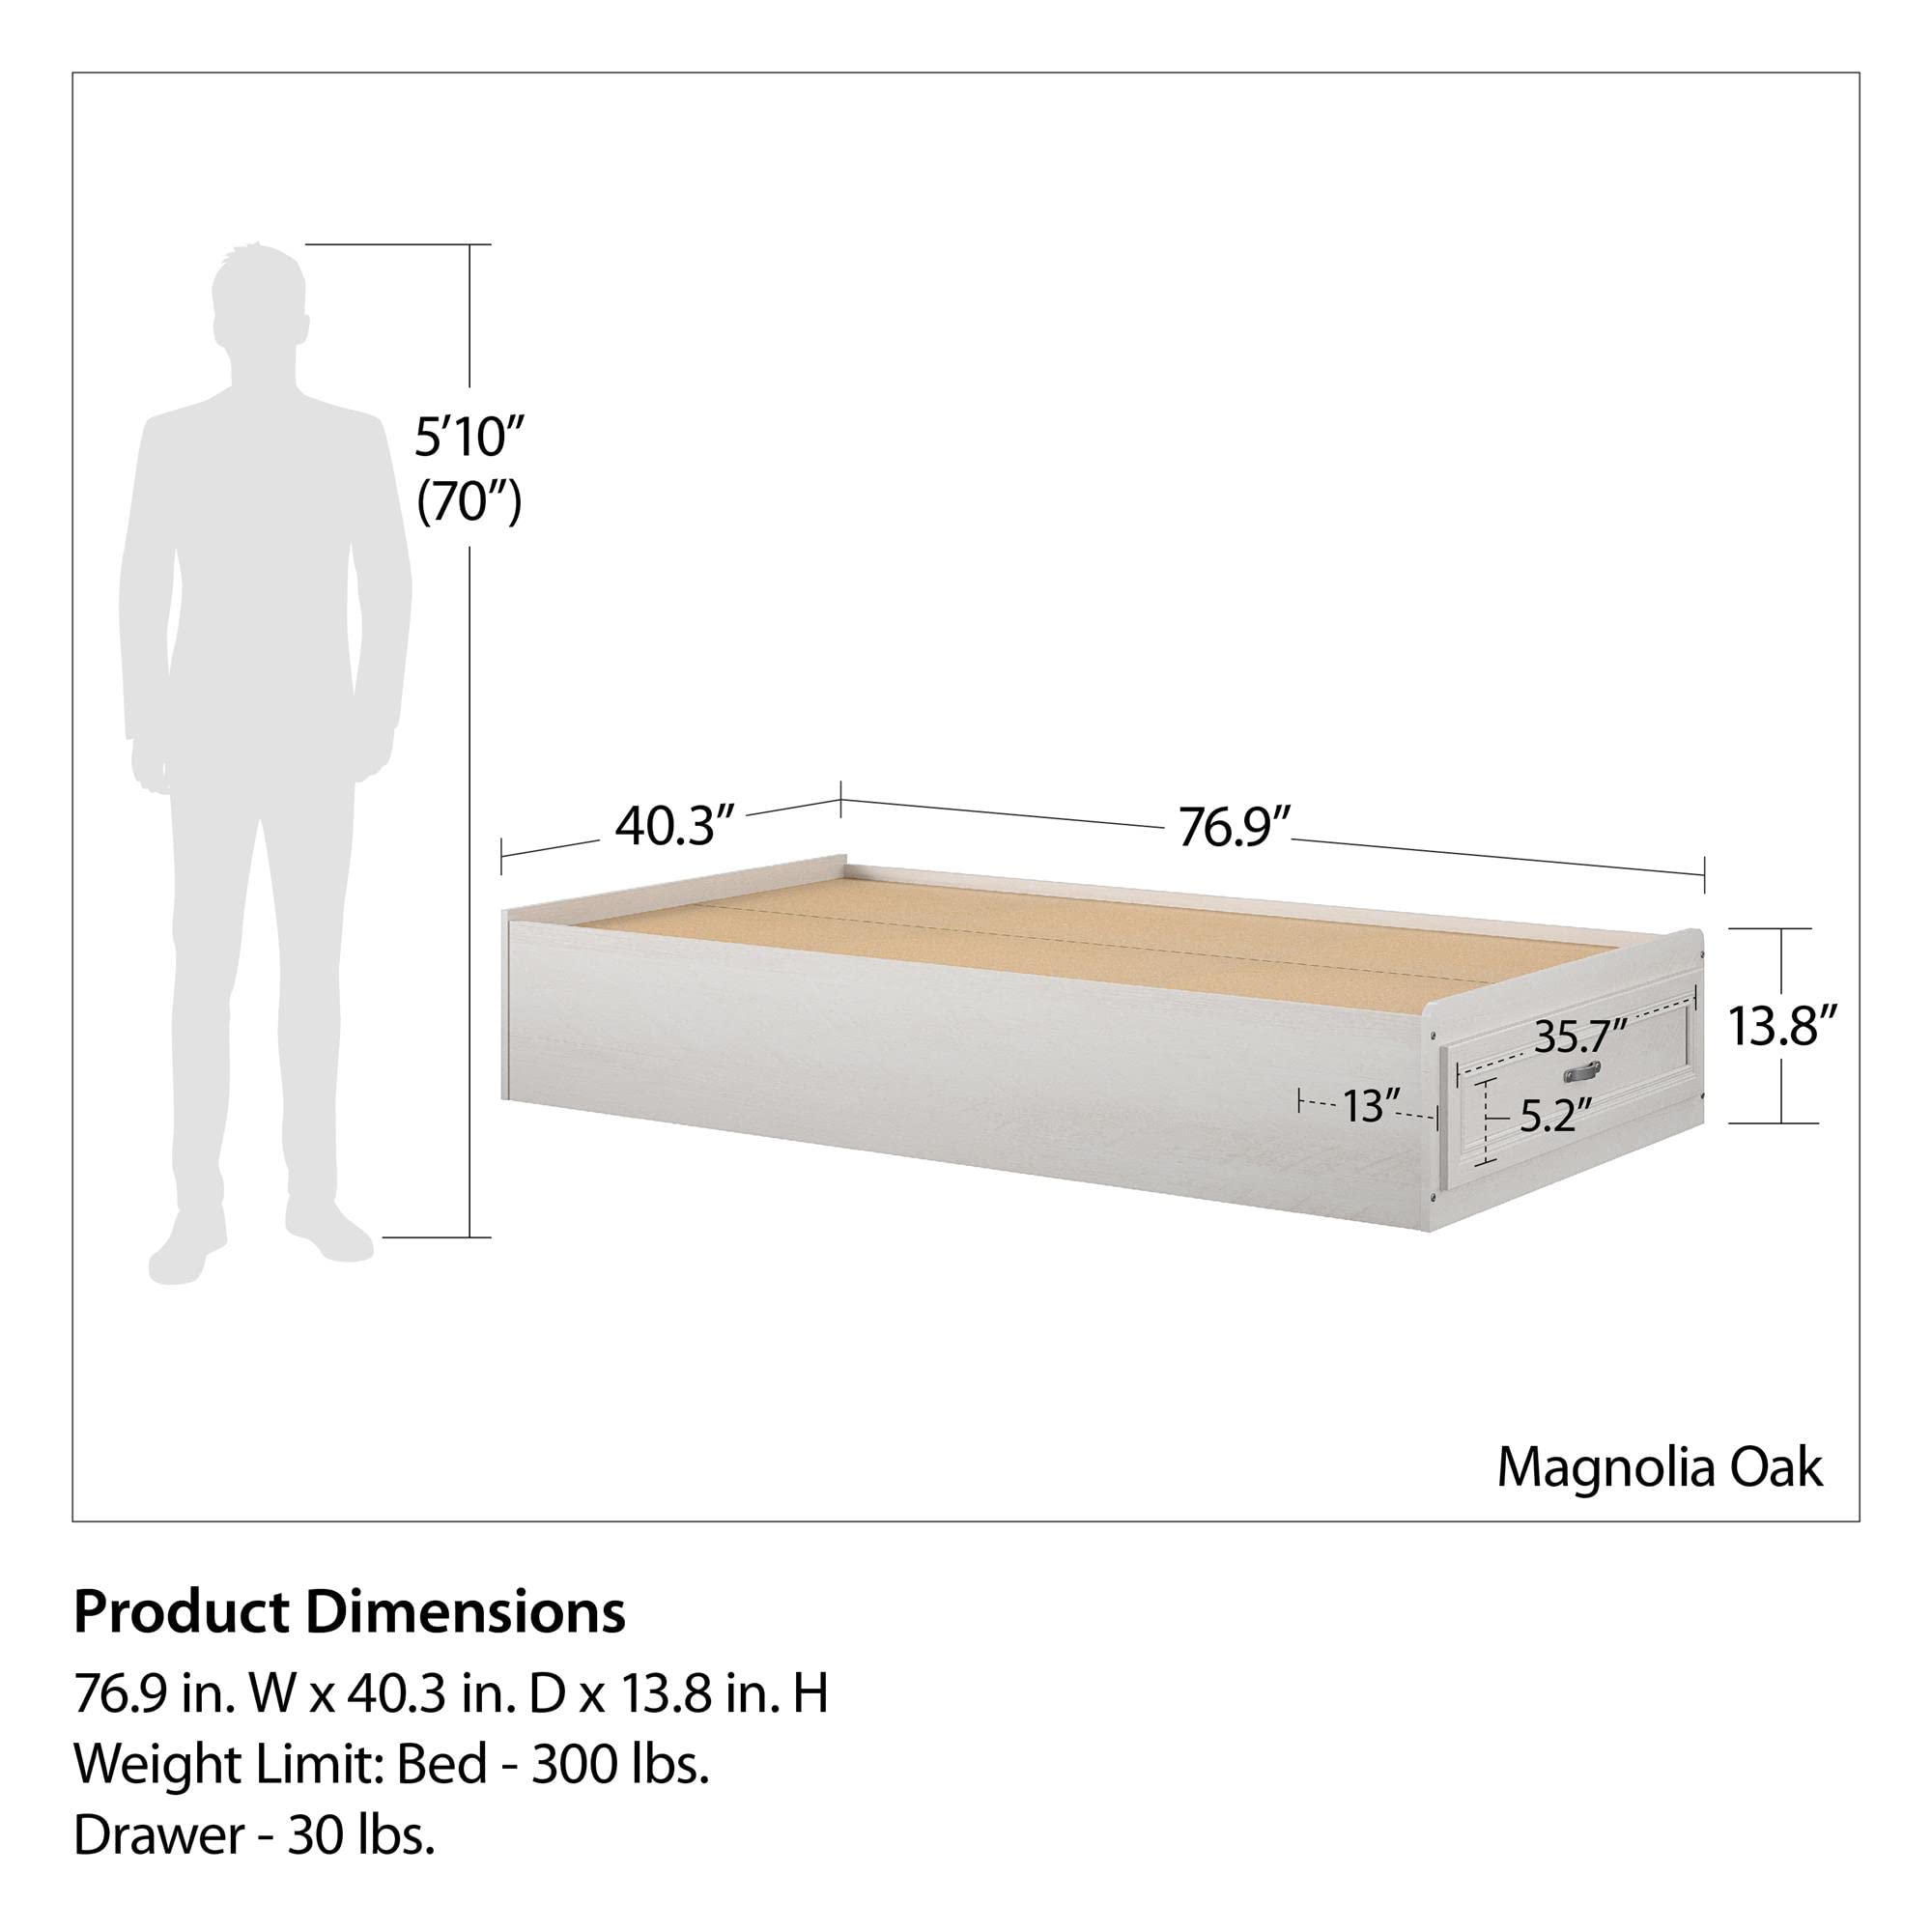 5’10”
(70”)
40.3”
76.9”
35.7”
13.8”
13”
5.2”
Magnolia Oak
Product Dimensions
76.9 in. W x 40.3 in. D x 13.8 in. H
Weight Limit: Bed - 300 lbs.
Drawer - 30 lbs.